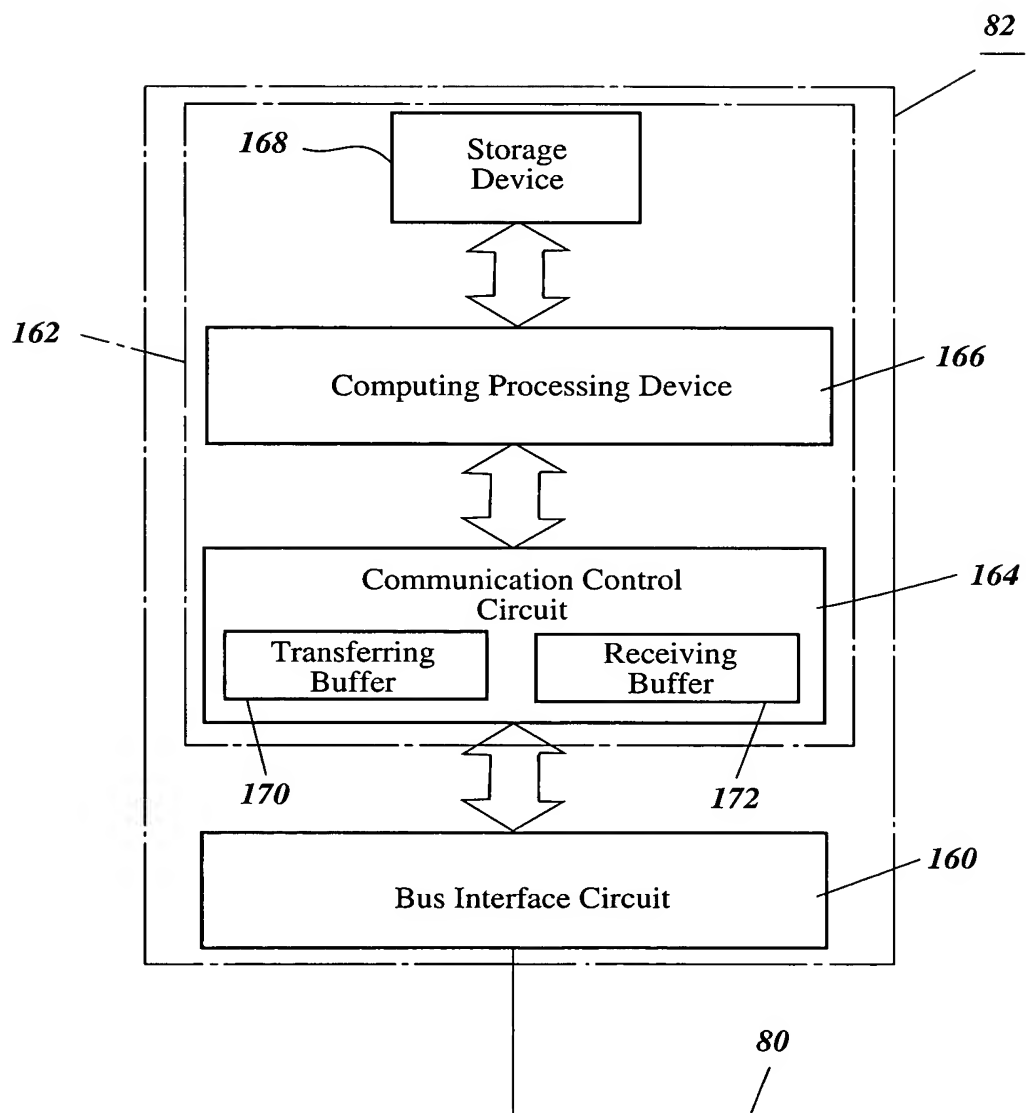 82
168
Storage
Device
162
166
Computing Processing Device
164
Communication Control
Circuit
Transferring
Buffer
Receiving
Buffer
170
172
160
Bus Interface Circuit
80